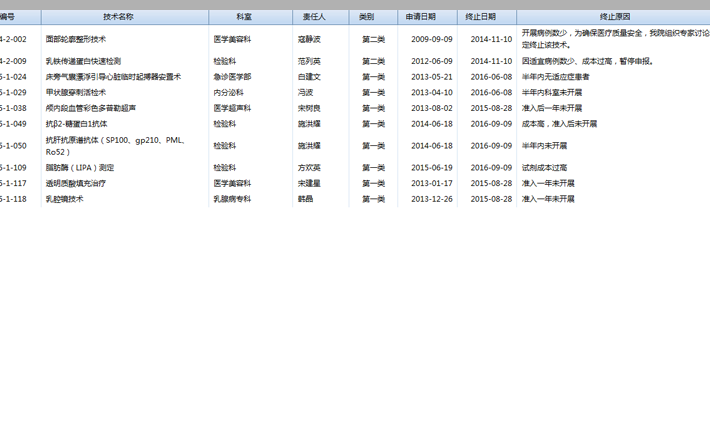 编号 技术名称 科室 责任人 类别 申请日期 终止日期 终止原因
4-2-002 面部轮廓整形技术 医学美容科 寇静波 第二类 2009-09-09 2014-11-10 开展病例数少，为确保医疗质量安全，我院组织专家讨论
定终止该技术。
4-2-009 乳铁传递蛋白快速检测 检验科 范列英 第二类 2012-06-09 2014-11-10 因适宜病例数少、成本过高，暂停申报。
5-1-024 床旁气囊漂浮引导心脏临时起搏器安置术 急诊医学部 白建文 第一类 2013-05-21 2016-06-08 半年内无适应症患者
5-1-029 甲状腺穿刺活检术 内分泌科 冯波 第一类 2013-04-10 2016-06-08 半年内科室未开展
5-1-038 颅内段血管彩色多普勒超声 医学超声科 宋树良 第一类 2013-08-02 2015-08-28 准入后一年未开展
5-1-049 抗β2-糖蛋白1抗体 检验科 施洪耀 第一类 2014-06-18 2016-09-09 成本高，准入后未开展
5-1-050 抗肝抗原谱抗体（SP100、gp210、PML、
Ro52） 检验科 施洪耀 第一类 2014-06-18 2016-09-09 半年内未开展
5-1-109 脂肪酶（LIPA）测定 检验科 方欢英 第一类 2015-06-19 2016-09-09 试剂成本过高
5-1-117 透明质酸填充治疗 医学美容科 宋建星 第一类 2013-01-17 2015-08-28 准入一年未开展
5-1-118 乳腔镜技术 乳腺病专科 韩晶 第一类 2013-12-26 2015-08-28 准入一年未开展